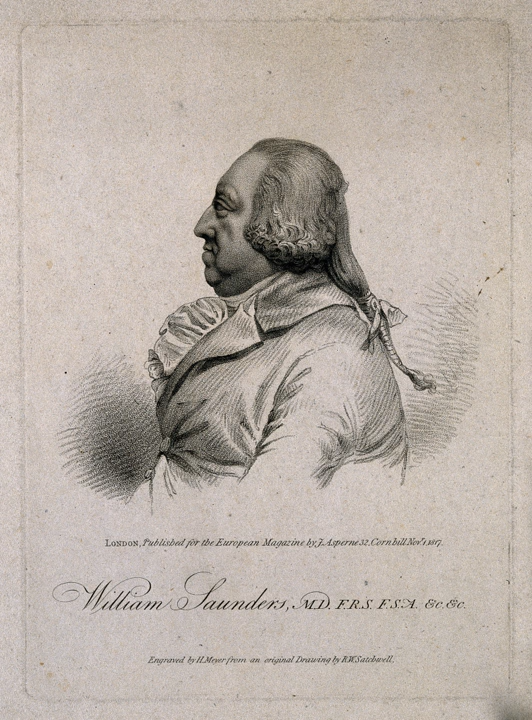 LONDON, Published for the European Magazine by J. Asperne 32, Cornhill Nov.r 1, 1817.
William Saunders, M.D. F.R.S. F.S.A. &c. &c.
Engraved by H. Meyer from an original Drawing by R.W. Satchwell.